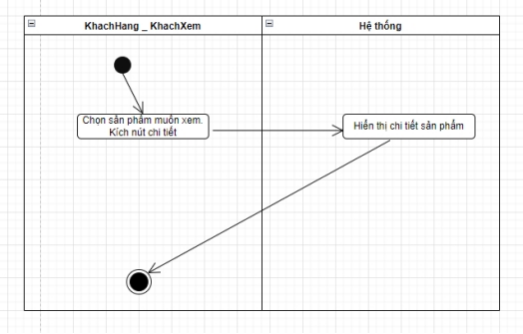 KhachHang _ KhachXem
Hệ thống
Chọn sản phẩm muốn xem.
Kích nút chi tiết
Hiển thị chi tiết sản phẩm